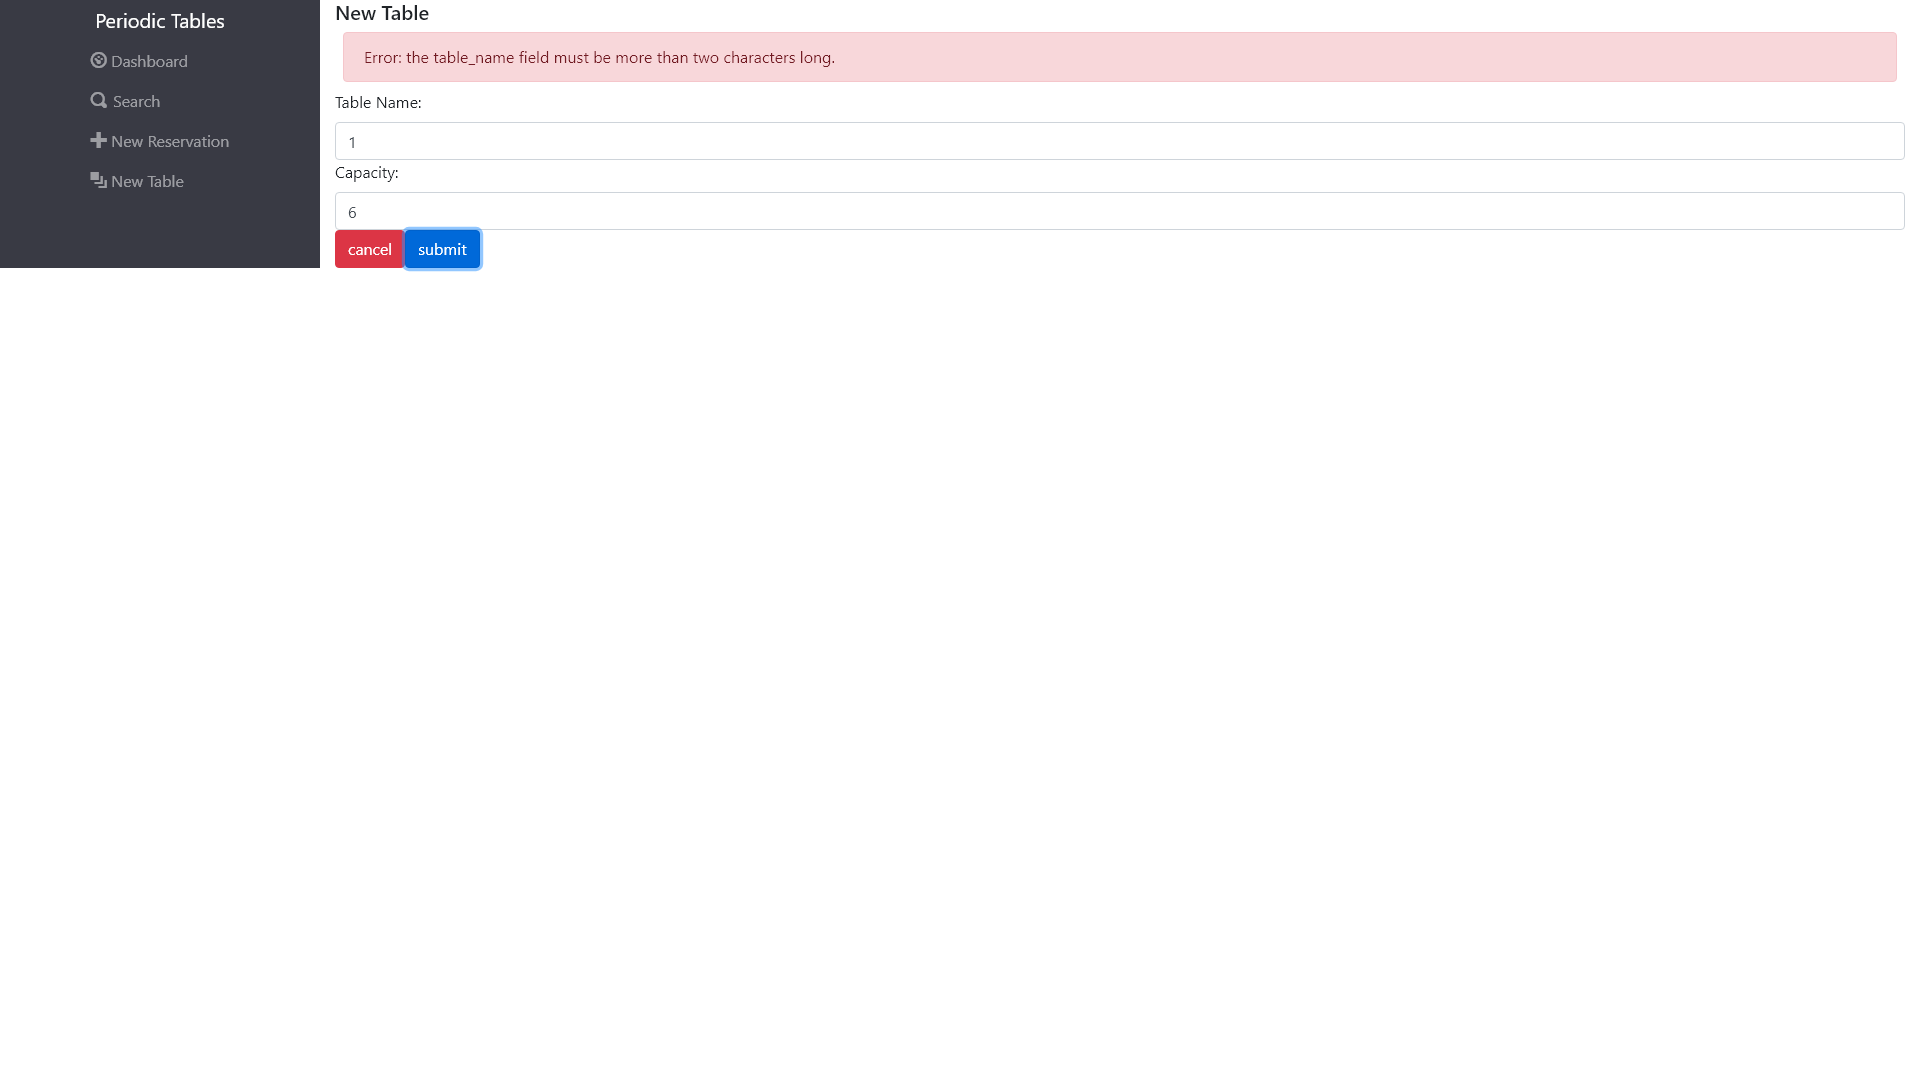 Periodic Tables
Dashboard
Search
New Reservation
New Table
New Table
Error: the table_name field must be more than two characters long.
Table Name:
1
Capacity:
6
cancel submit